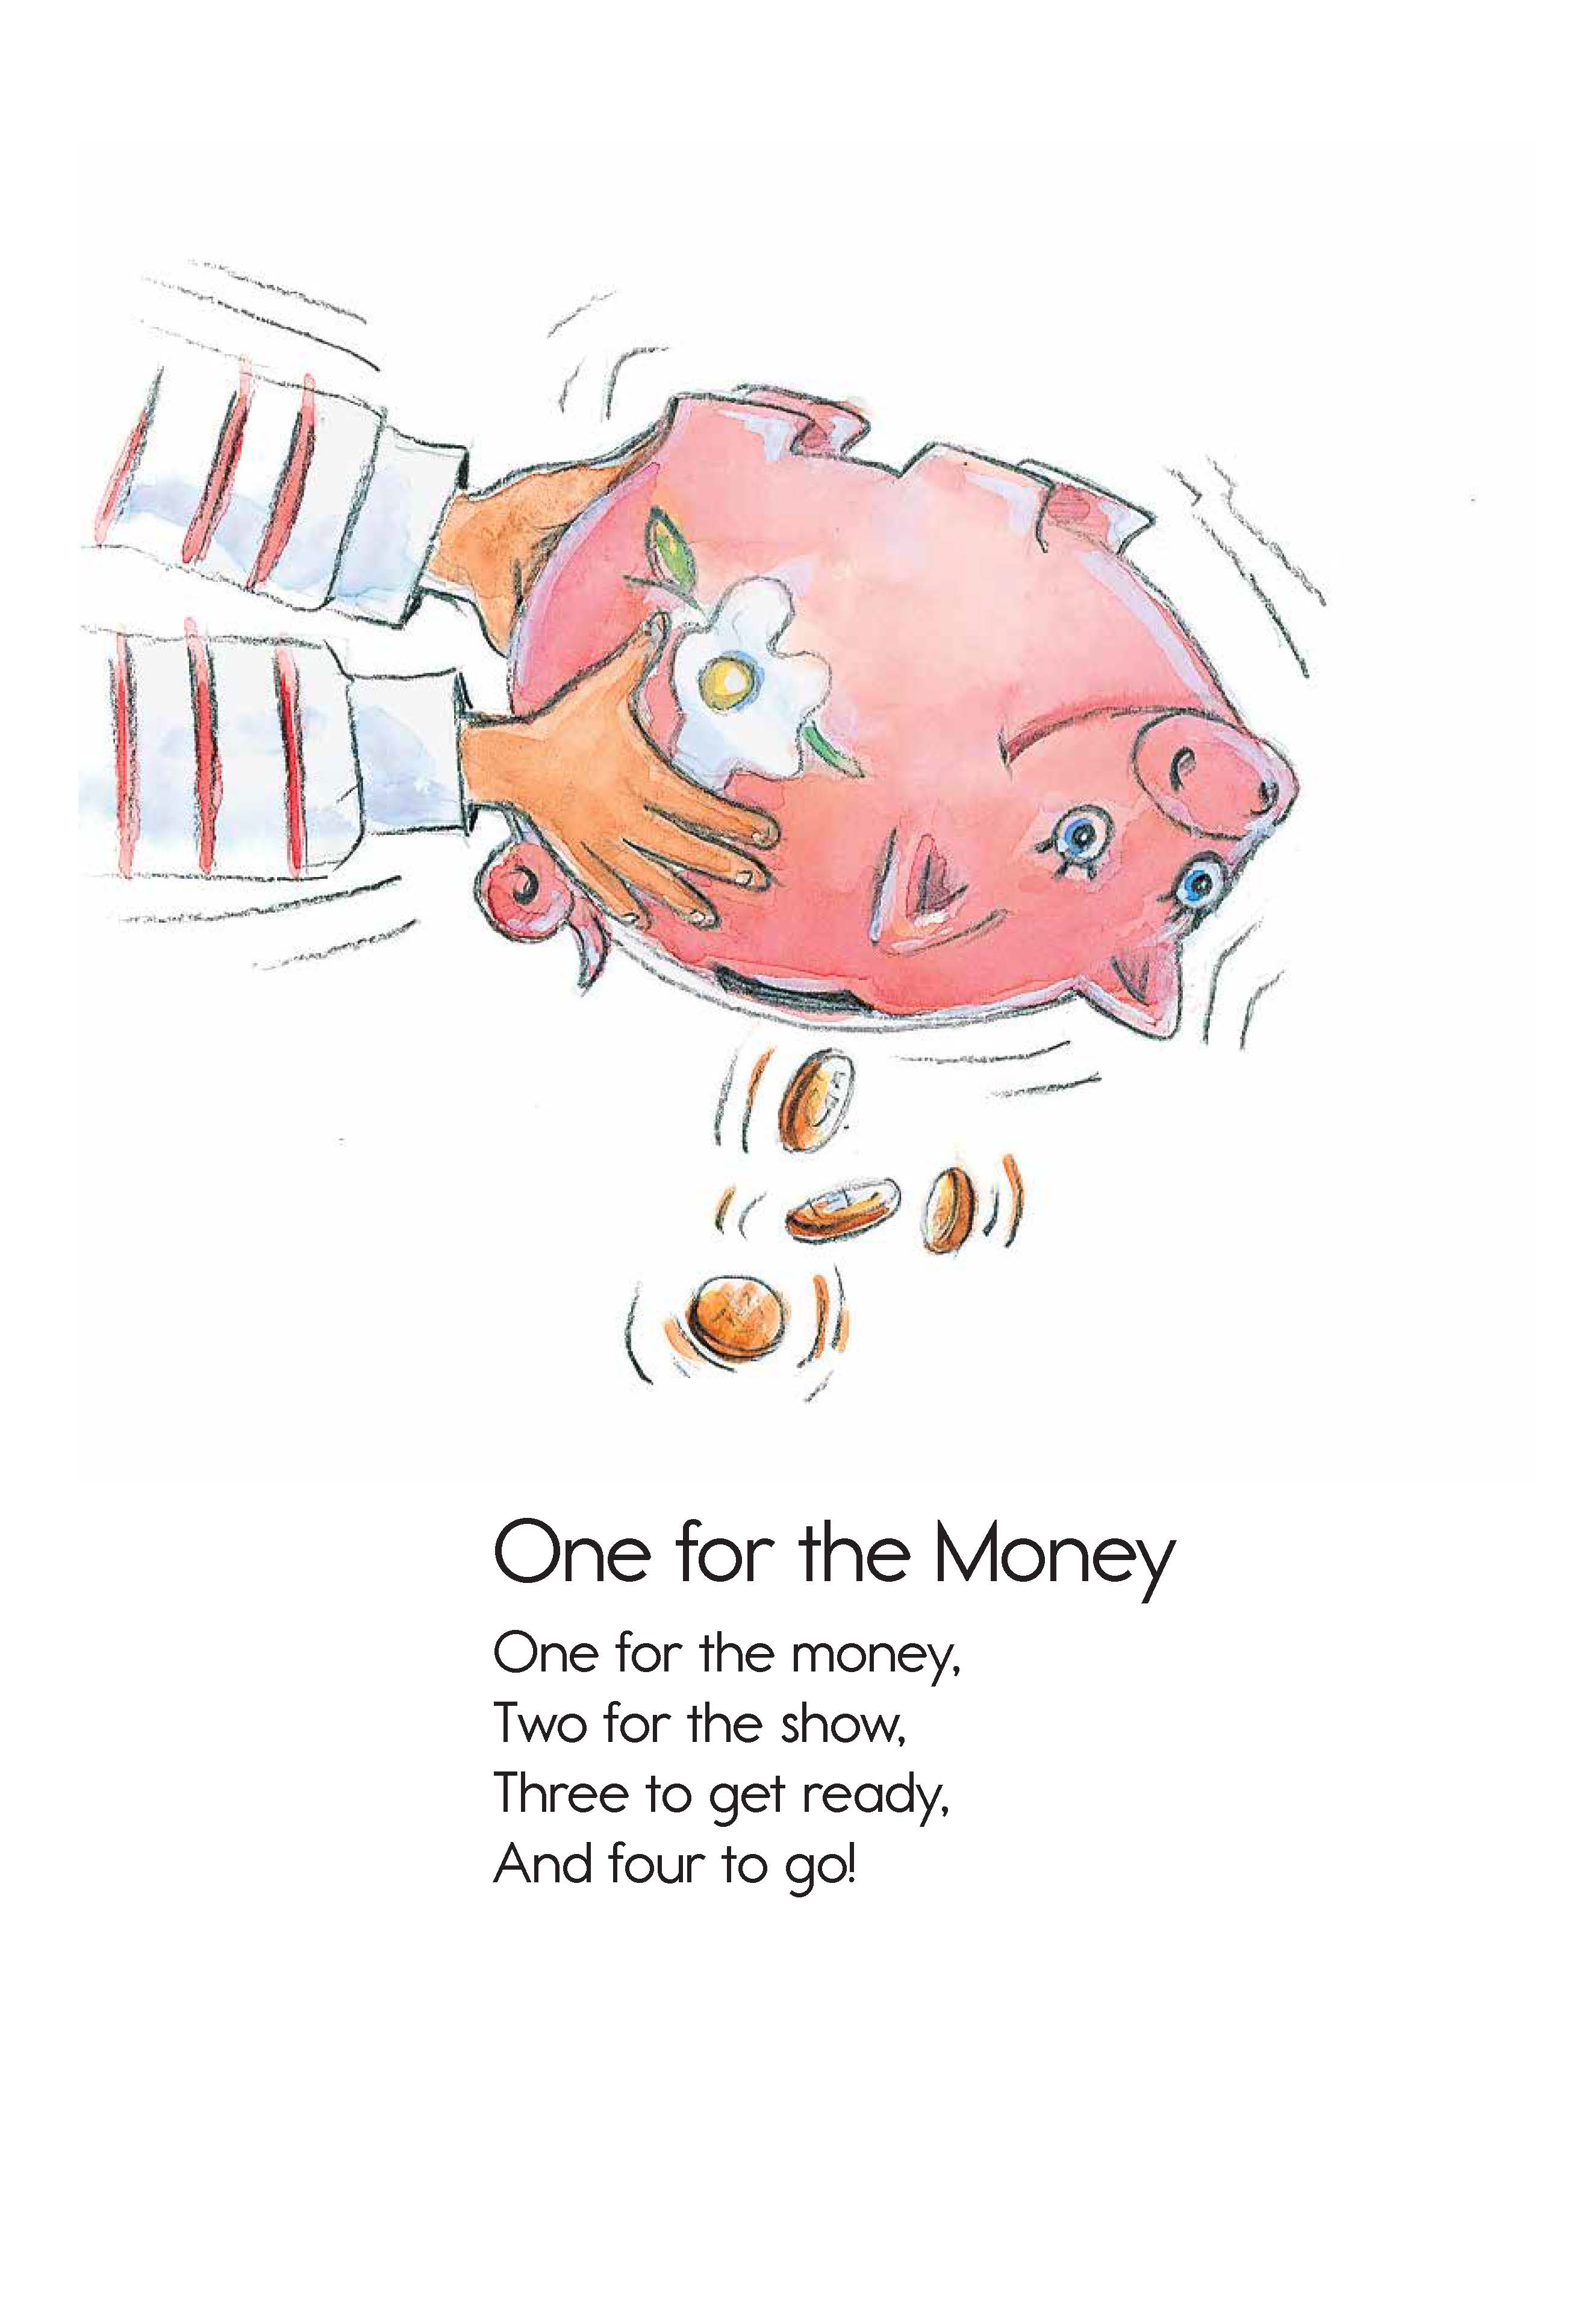 One for the Money
One for the money,
Two for the show,
Three to get ready,
And four to go!